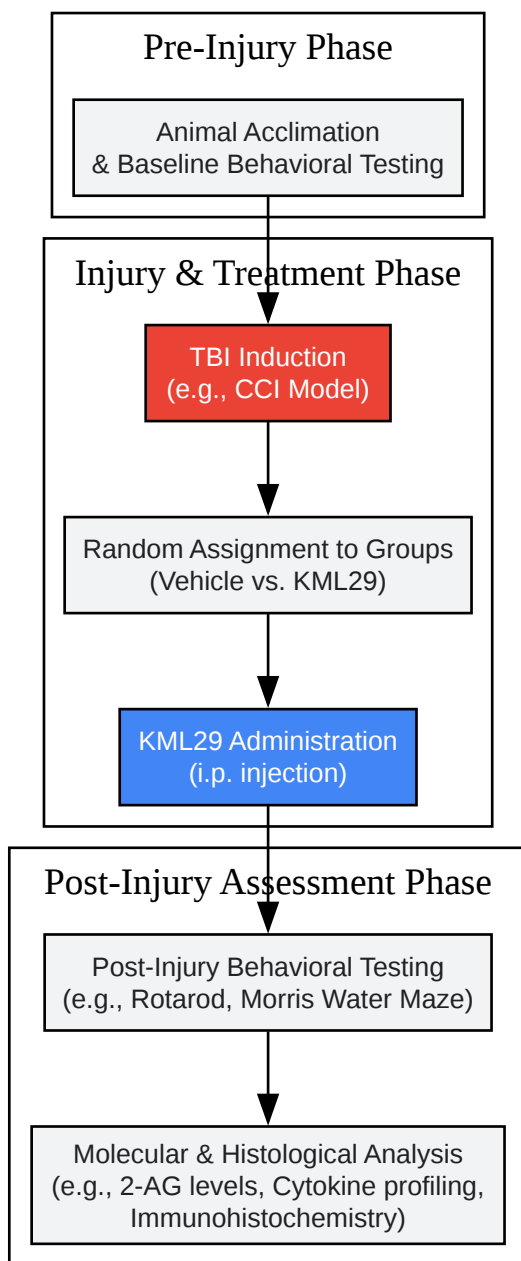 Pre-Injury Phase
Animal Acclimation
& Baseline Behavioral Testing
Injury & Treatment Phase
TBI Induction
(e.g., CCI Model)
Random Assignment to Groups
(Vehicle vs. KML29)
KML29 Administration
(i.p. injection)
Post-Injury Assessment Phase
Post-Injury Behavioral Testing
(e.g., Rotarod, Morris Water Maze)
Molecular & Histological Analysis
(e.g., 2-AG levels, Cytokine profiling,
Immunohistochemistry)